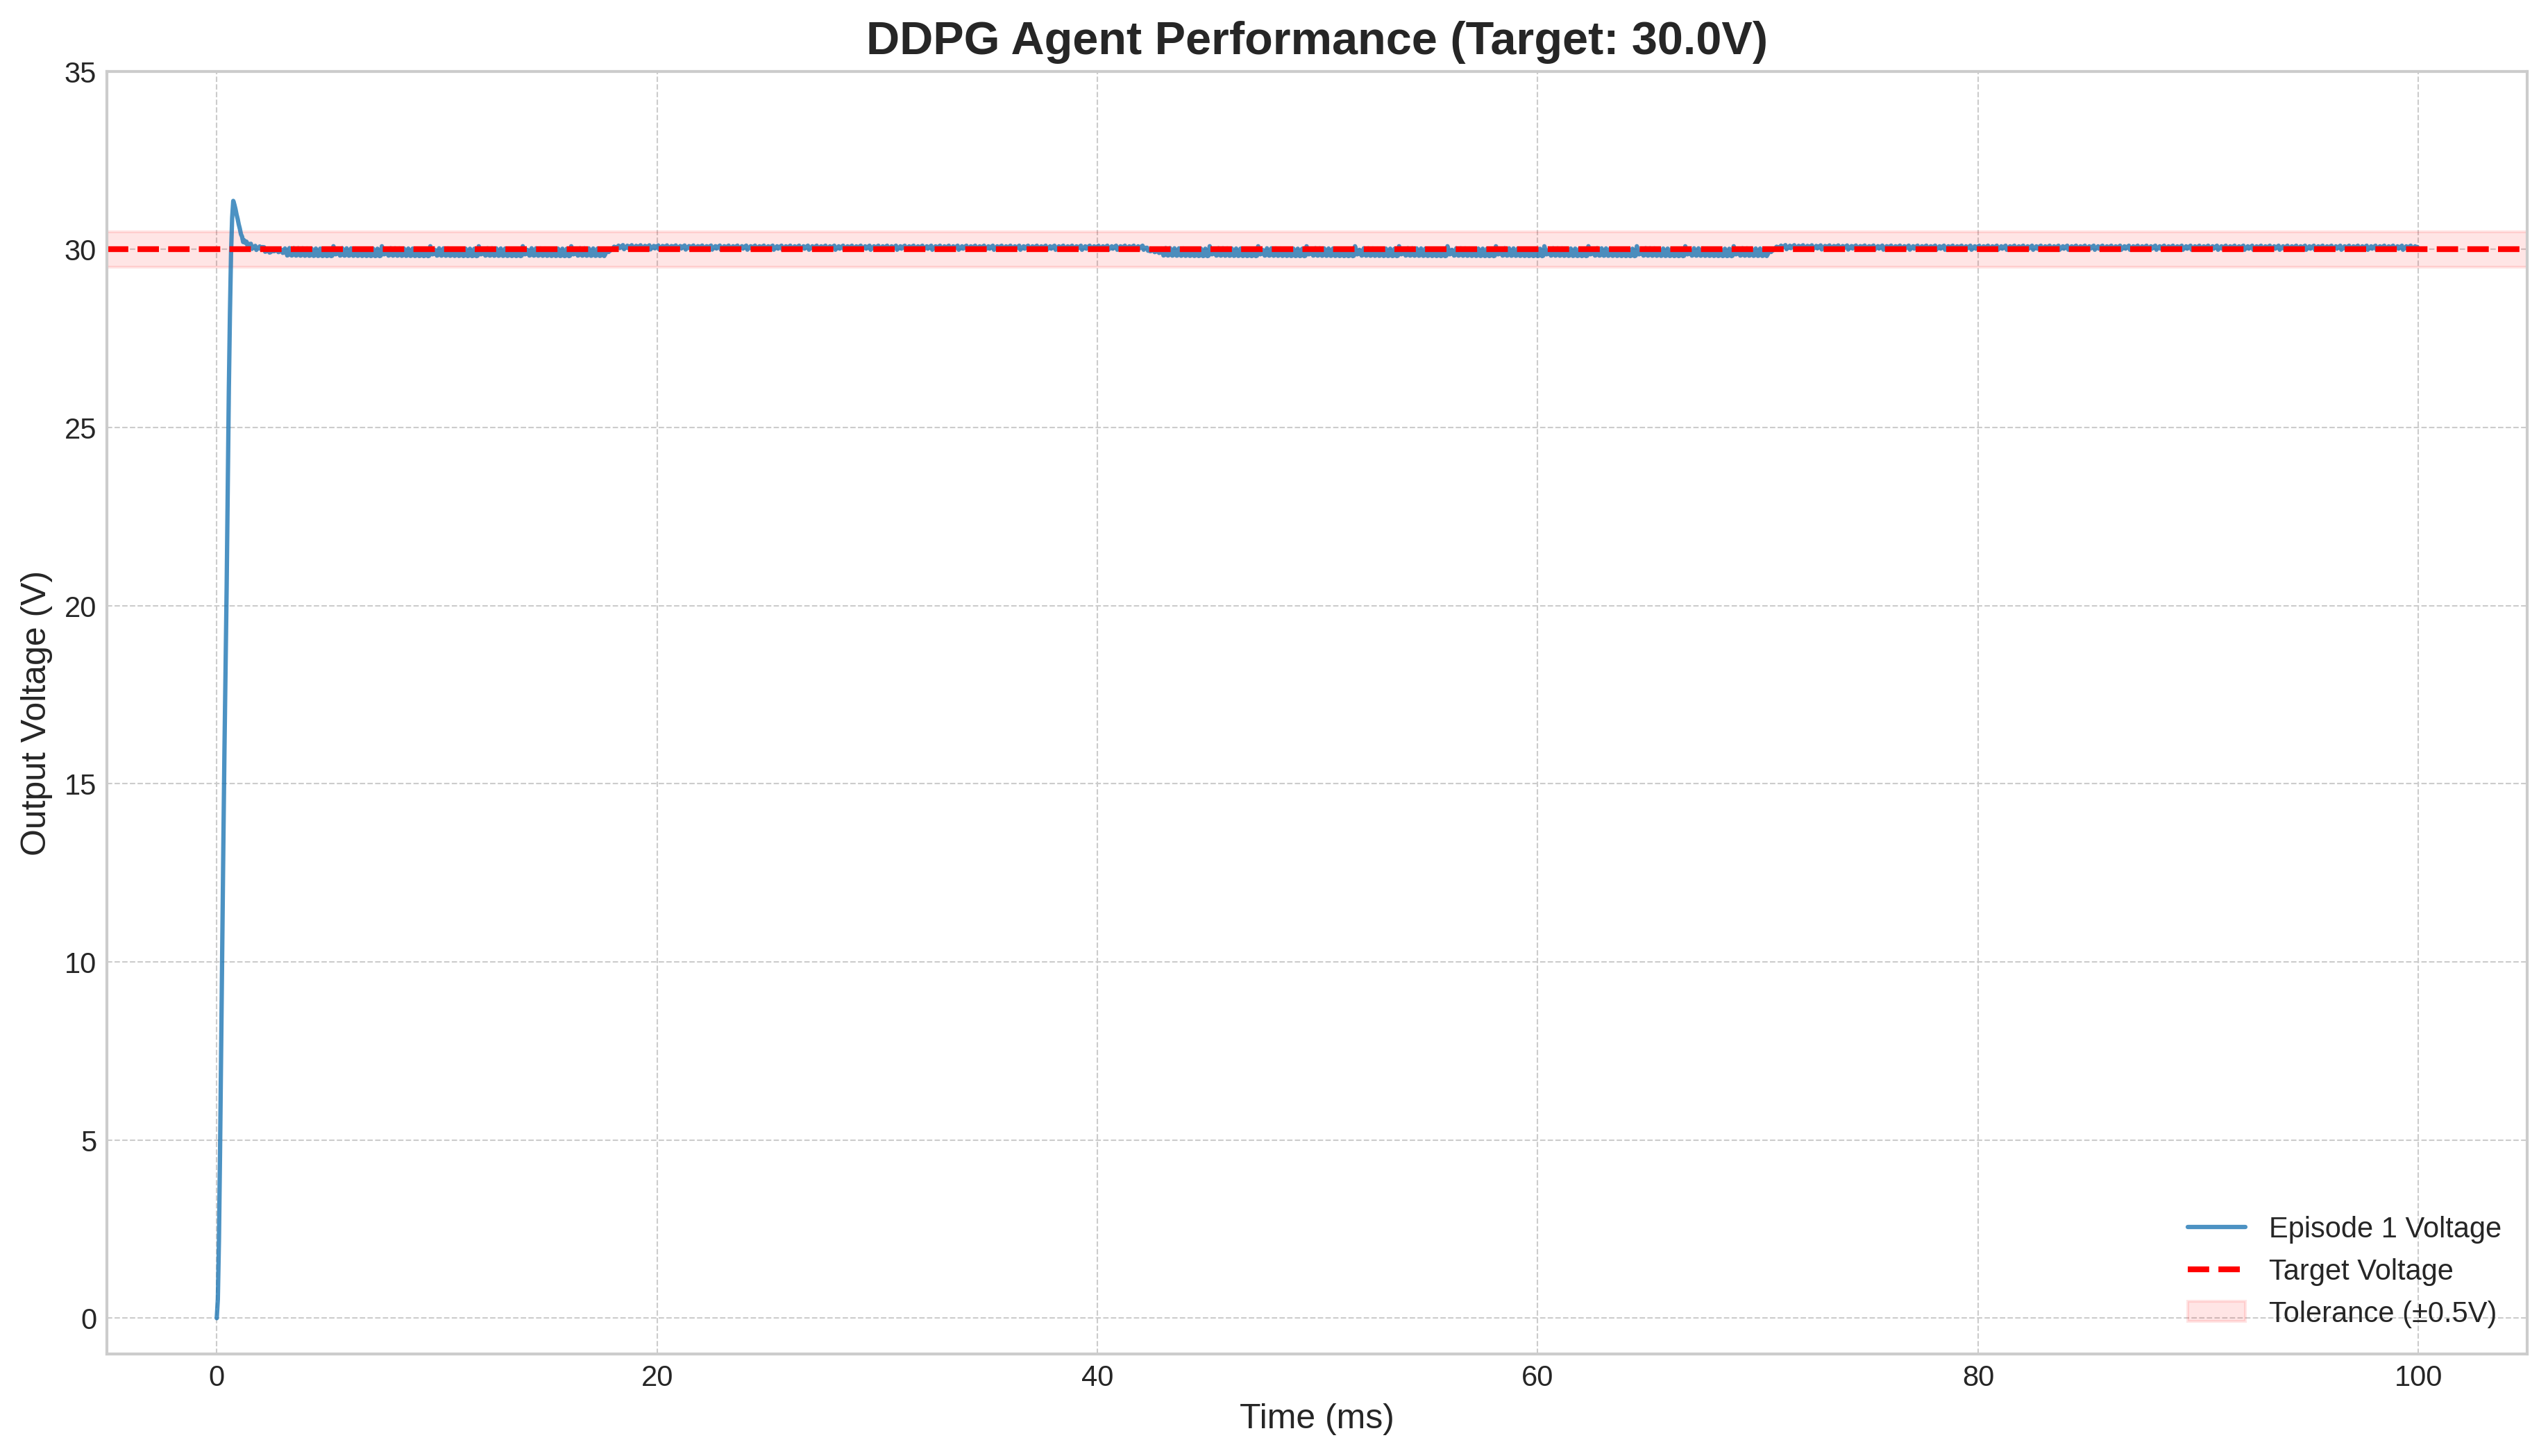 DDPG Agent Performance (Target: 30.0V)
35
30
25
20
15
10
5
0
Output Voltage (V)
0 20 40 60 80 100
Time (ms)
Episode 1 Voltage
Target Voltage
Tolerance (±0.5V)